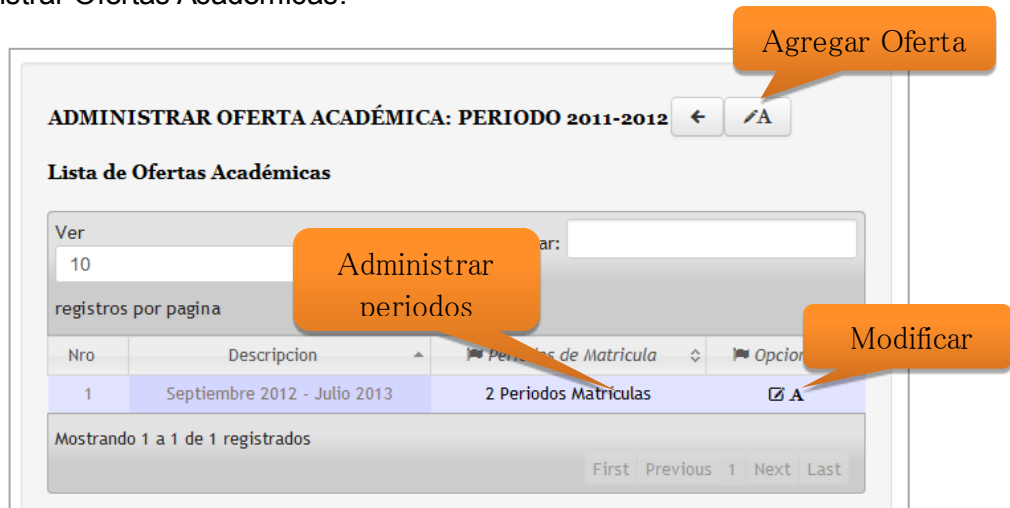 Administrar Ofertas Académicas.
Agregar Oferta
ADMINISTRAR OFERTA ACADÉMICA: PERIODO 2011-2012
A
Lista de Ofertas Académicas
Ver
10
ar:
registros por pagina
Administrar
periodos
Modificar
Nro Descripcion Periodos de Matricula Opcion
1 Septiembre 2012 - Julio 2013 2 Periodos Matrículas A
Mostrando 1 a 1 de 1 registrados
First Previous 1 Next Last